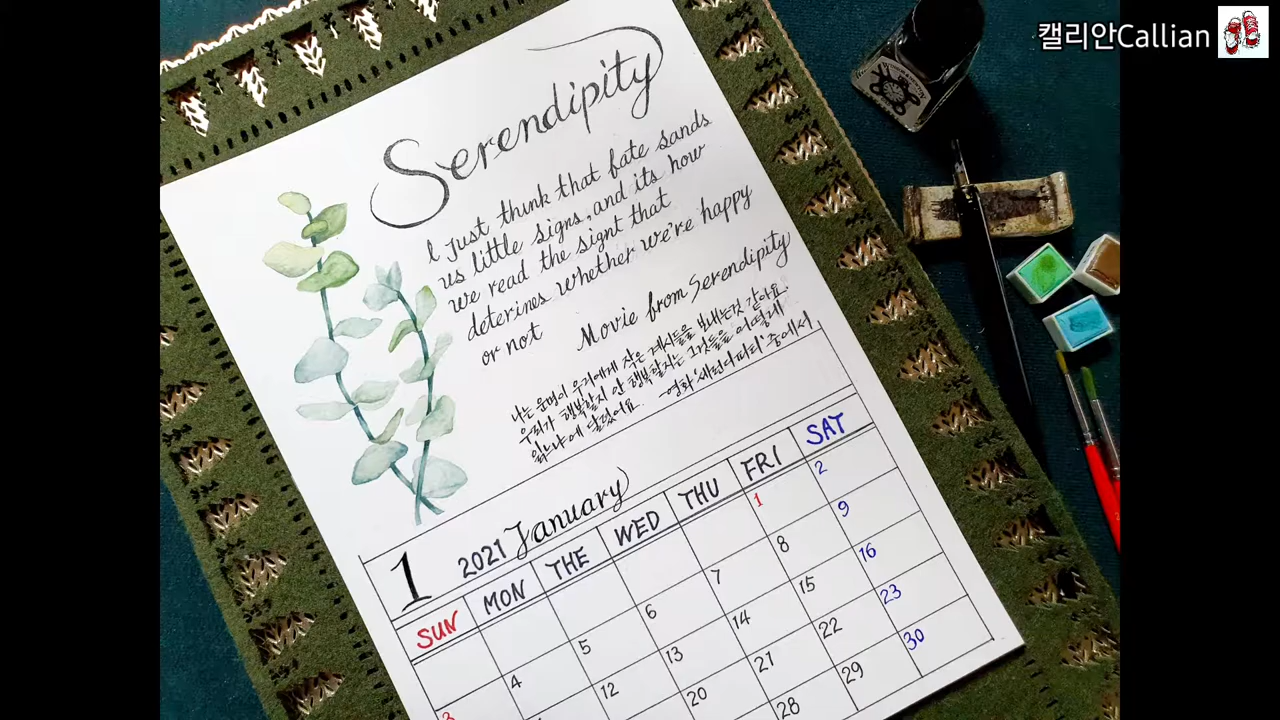 캘리안Callian
Serendipity
I just think that fate sands
us little signs, and its how
we read the signt that
deterines whether we're happy
or not
Movie from Serendipity
나는 운명이 우리에게 작은 계시들을 보내는것 같아요.
우리가 행복할지 안 행복할지는 그것들을 어떻게
읽느냐에 달렸어요. -영화'세린디피티'중에서
1 2021 January
SUN MON THE WED THU FRI SAT
1 2
3 4 5 6 7 8 9
12 13 14 15 16
20 21 22 23
28 29 30